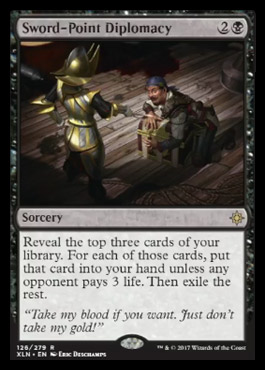 Sword-Point Diplomacy 2
Sorcery
Reveal the top three cards of your
library. For each of those cards, put
that card into your hand unless any
opponent pays 3 life. Then exile the
rest.
“Take my blood if you want. Just don’t
take my gold!”
126/279 R
XLN • EN Eric Deschamps
™ & © 2017 Wizards of the Coast